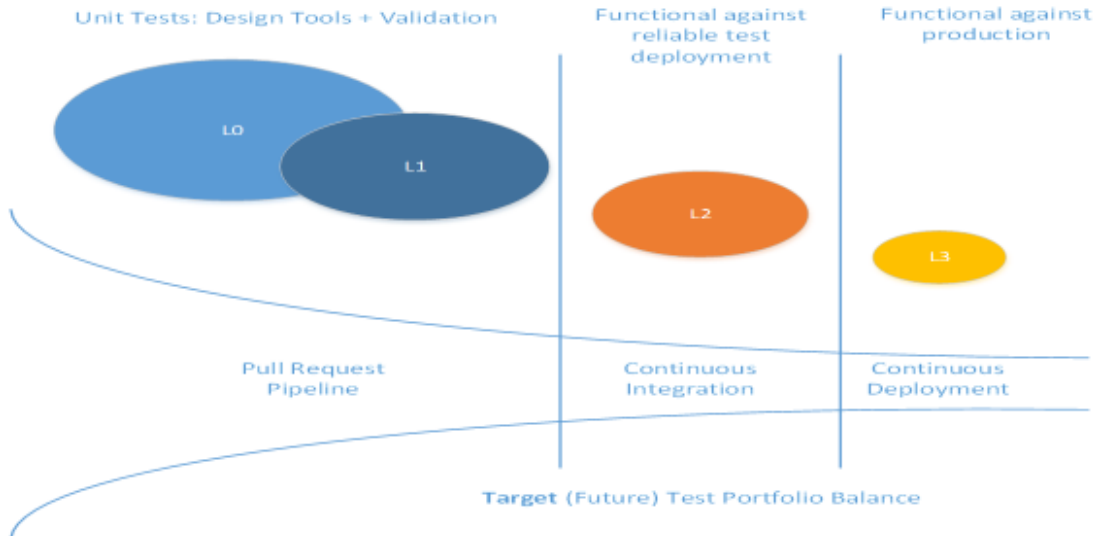 Unit Tests: Design Tools + Validation
Functional against
reliable test
deployment
Functional against
production
L0
L1
L2
L3
Pull Request
Pipeline
Continuous
Integration
Continuous
Deployment
Target (Future) Test Portfolio Balance